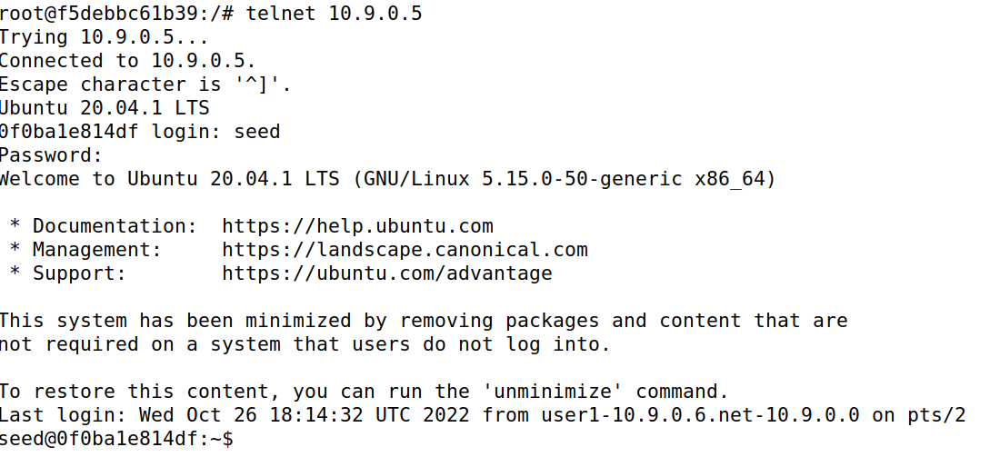 root@f5debbc61b39:/# telnet 10.9.0.5
Trying 10.9.0.5...
Connected to 10.9.0.5.
Escape character is '^]'.
Ubuntu 20.04.1 LTS
0f0ba1e814df login: seed
Password:
Welcome to Ubuntu 20.04.1 LTS (GNU/Linux 5.15.0-50-generic x86_64)

 * Documentation:  https://help.ubuntu.com
 * Management:     https://landscape.canonical.com
 * Support:        https://ubuntu.com/advantage

This system has been minimized by removing packages and content that are
not required on a system that users do not log into.

To restore this content, you can run the 'unminimize' command.
Last login: Wed Oct 26 18:14:32 UTC 2022 from user1-10.9.0.6.net-10.9.0.0 on pts/2
seed@0f0ba1e814df:~$